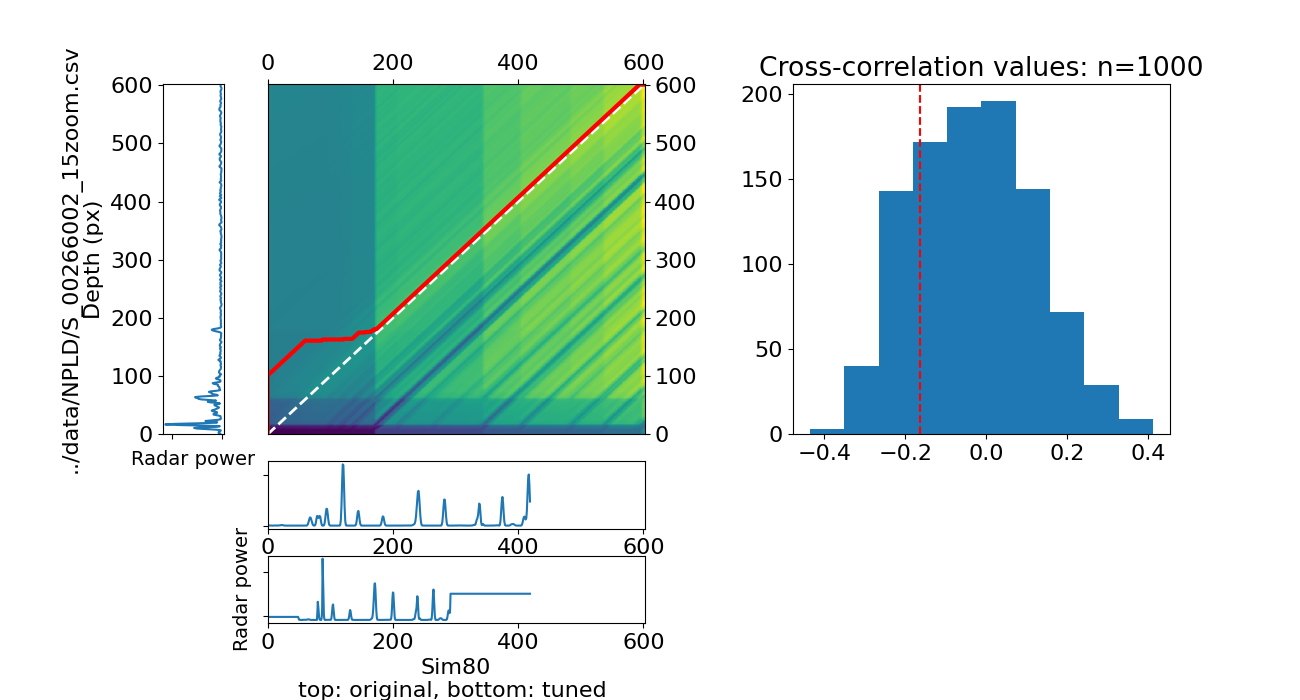 ../data/NPLD/S_00266002_15zoom.csv
Depth (px)
600
500
400
300
200
100
0
Radar power
0 200 400 600
600
500
400
300
200
100
0
0 200 400 600
Radar power
0 200 400 600
Sim80
top: original, bottom: tuned
Cross-correlation values: n=1000
200
150
100
50
0
−0.4 −0.2 0.0 0.2 0.4